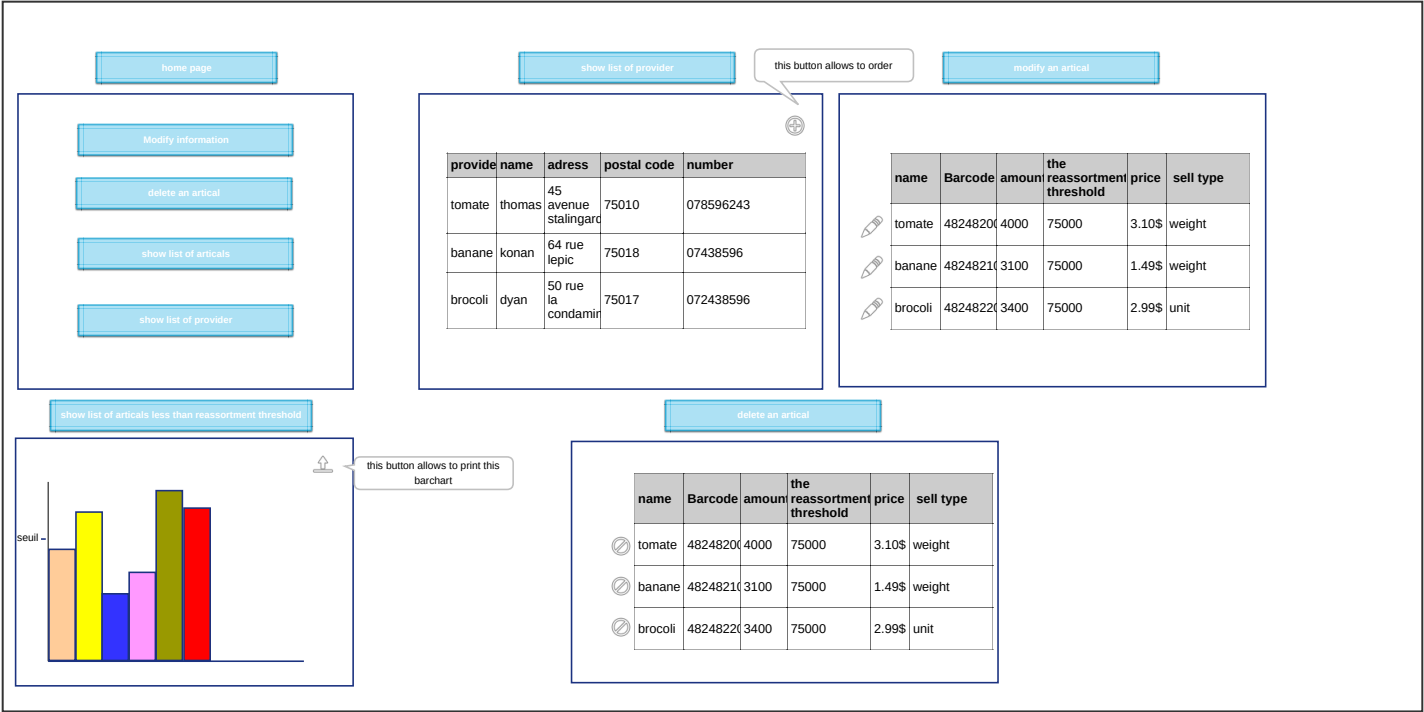 home page
show list of provider
this button allows to order
modify an artical
Modify information
delete an artical
show list of articals
show list of provider
provide name adress postal code number
tomate thomas 45 avenue stalingard 75010 078596243
banane konan 64 rue lepic 75018 07438596
brocoli dyan 50 rue la condamin 75017 072438596
name Barcode amount the reassortment threshold price sell type
tomate 48248200 4000 75000 3.10$ weight
banane 48248210 3100 75000 1.49$ weight
brocoli 48248220 3400 75000 2.99$ unit
show list of articals less than reassortment threshold
this button allows to print this
barchart
seuil
delete an artical
name Barcode amount the reassortment threshold price sell type
tomate 48248200 4000 75000 3.10$ weight
banane 48248210 3100 75000 1.49$ weight
brocoli 48248220 3400 75000 2.99$ unit